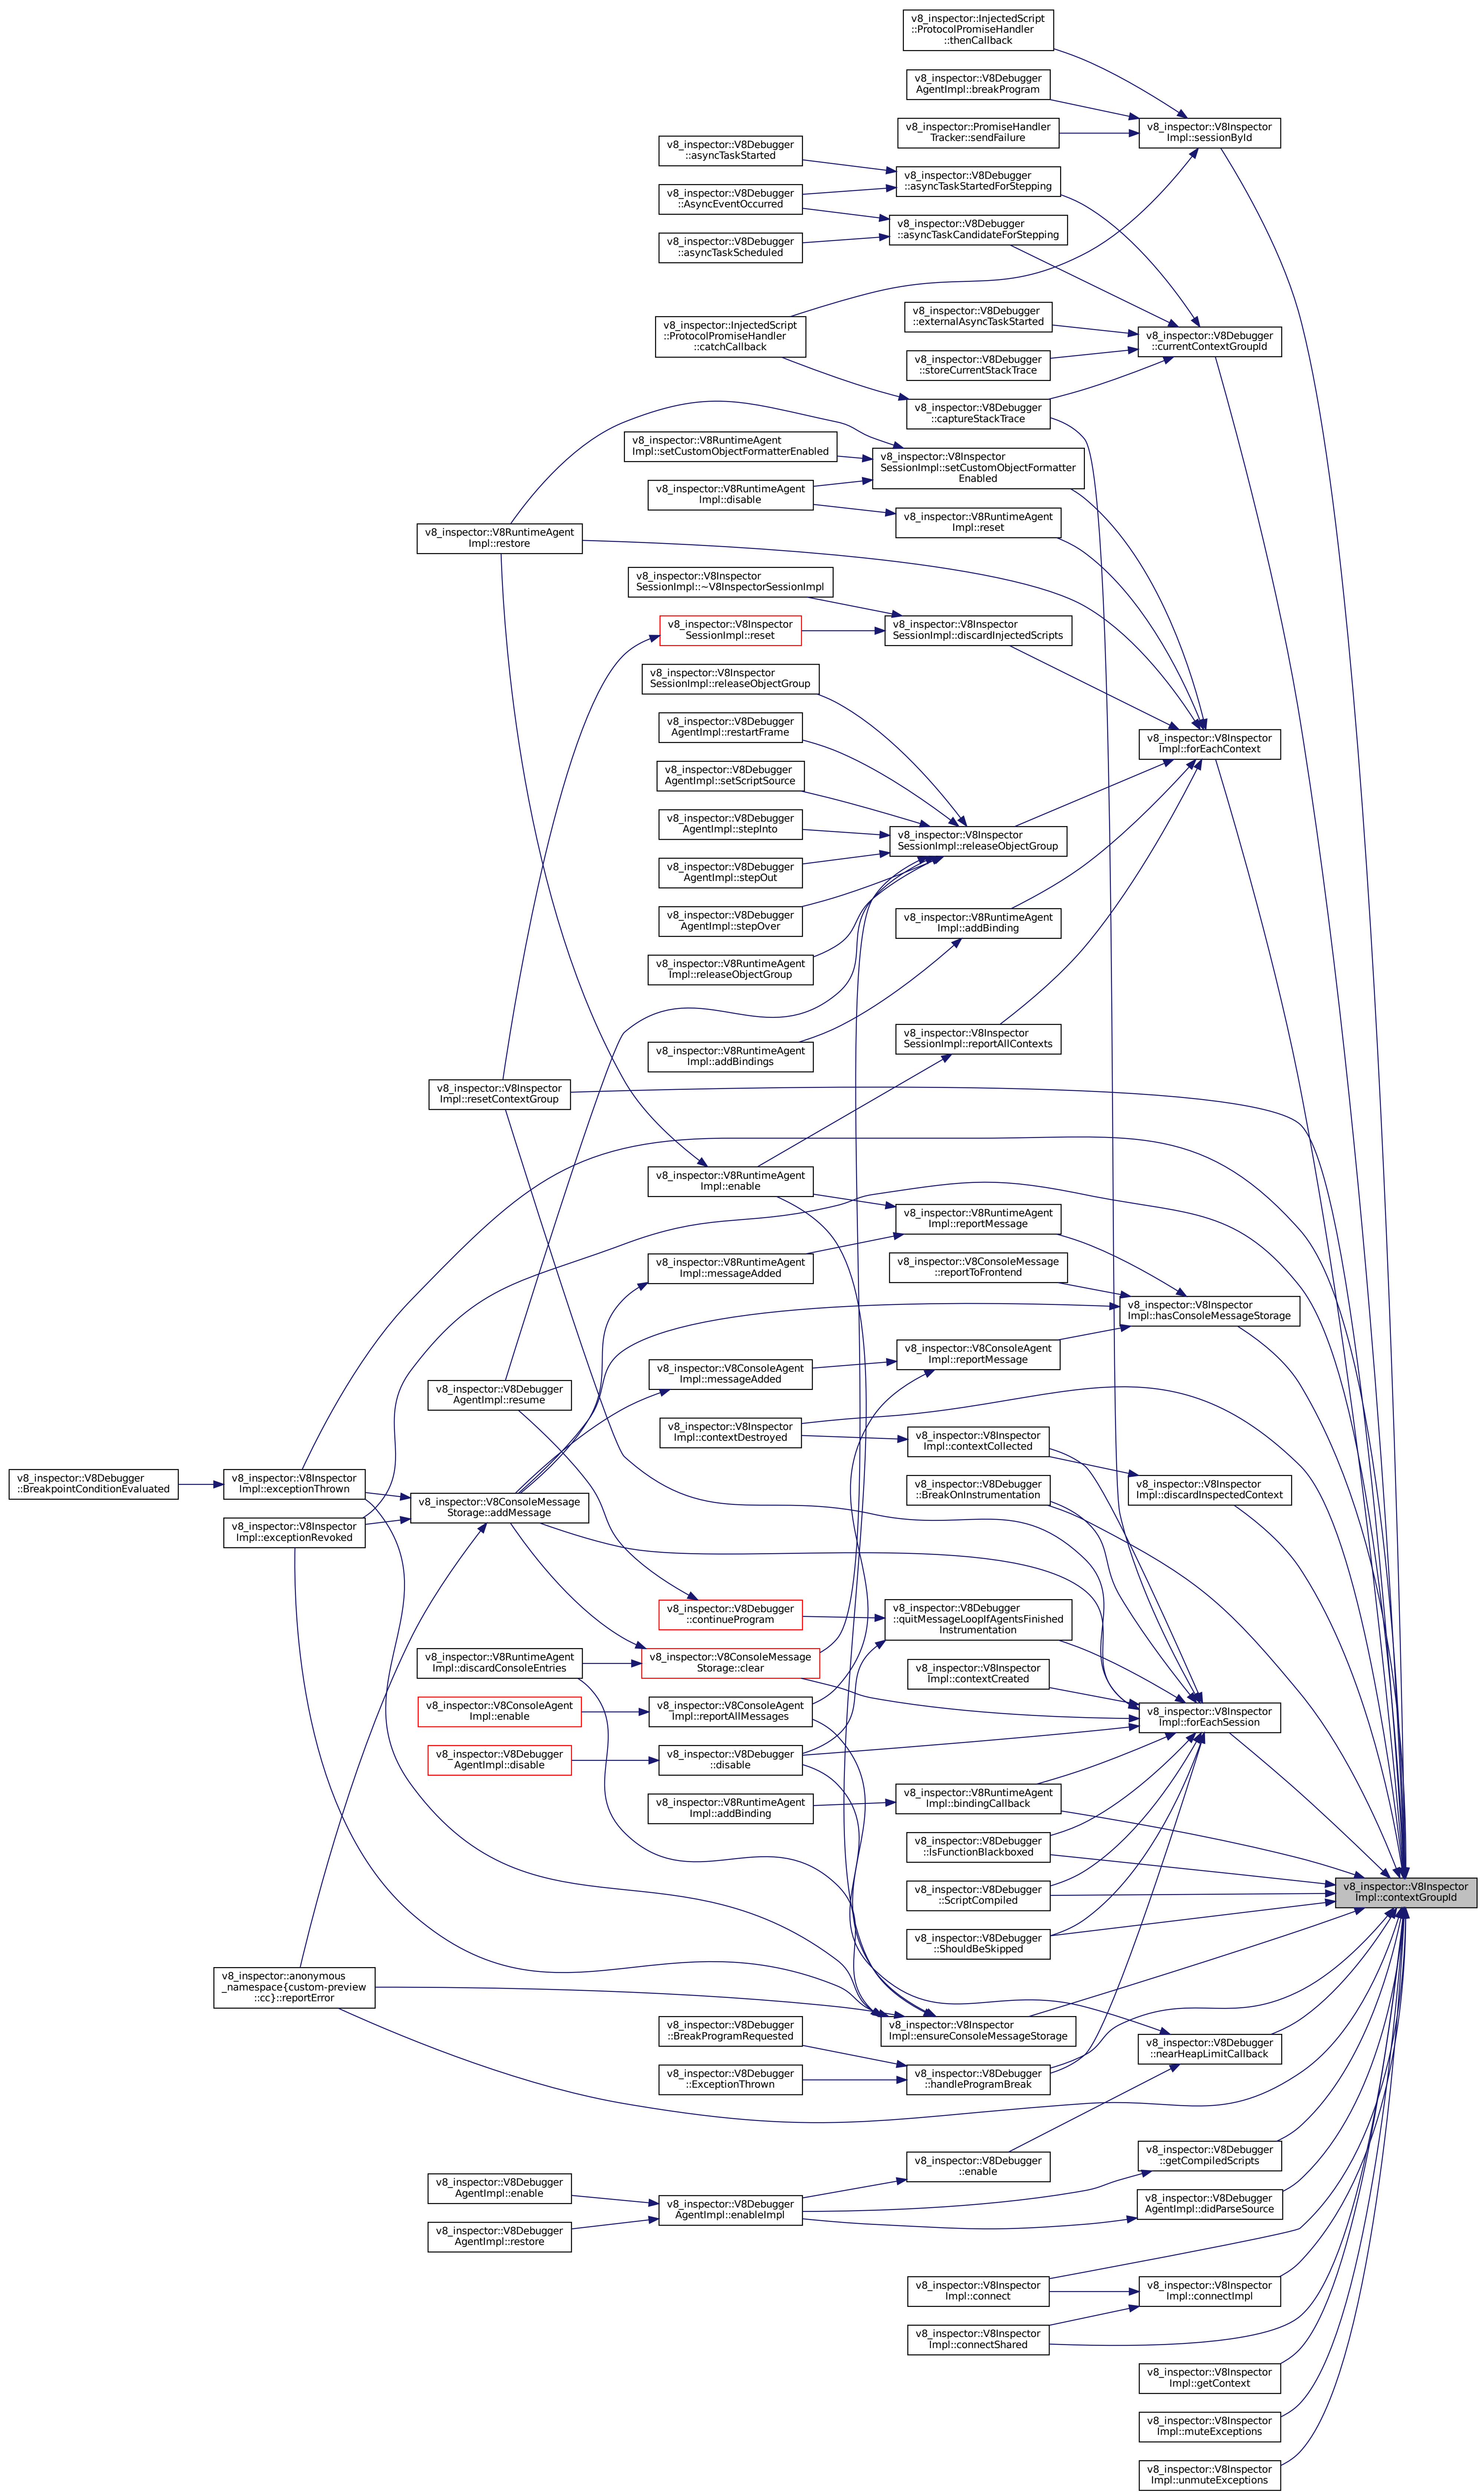 v8_inspector::InjectedScript
::ProtocolPromiseHandler
::thenCallback
v8_inspector::V8Debugger
AgentImpl::breakProgram
v8_inspector::PromiseHandler
Tracker::sendFailure
v8_inspector::V8Inspector
Impl::sessionById
v8_inspector::V8Debugger
::asyncTaskStarted
v8_inspector::V8Debugger
::asyncTaskStartedForStepping
v8_inspector::V8Debugger
::AsyncEventOccurred
v8_inspector::V8Debugger
::asyncTaskCandidateForStepping
v8_inspector::V8Debugger
::asyncTaskScheduled
v8_inspector::V8Debugger
::externalAsyncTaskStarted
v8_inspector::InjectedScript
::ProtocolPromiseHandler
::catchCallback
v8_inspector::V8Debugger
::currentContextGroupId
v8_inspector::V8Debugger
::storeCurrentStackTrace
v8_inspector::V8Debugger
::captureStackTrace
v8_inspector::V8RuntimeAgent
Impl::setCustomObjectFormatterEnabled
v8_inspector::V8Inspector
SessionImpl::setCustomObjectFormatter
Enabled
v8_inspector::V8RuntimeAgent
Impl::disable
v8_inspector::V8RuntimeAgent
Impl::reset
v8_inspector::V8RuntimeAgent
Impl::restore
v8_inspector::V8Inspector
SessionImpl::~V8InspectorSessionImpl
v8_inspector::V8Inspector
SessionImpl::reset
v8_inspector::V8Inspector
SessionImpl::discardInjectedScripts
v8_inspector::V8Inspector
SessionImpl::releaseObjectGroup
v8_inspector::V8Debugger
AgentImpl::restartFrame
v8_inspector::V8Inspector
Impl::forEachContext
v8_inspector::V8Debugger
AgentImpl::setScriptSource
v8_inspector::V8Debugger
AgentImpl::stepInto
v8_inspector::V8Inspector
SessionImpl::releaseObjectGroup
v8_inspector::V8Debugger
AgentImpl::stepOut
v8_inspector::V8Debugger
AgentImpl::stepOver
v8_inspector::V8RuntimeAgent
Impl::addBinding
v8_inspector::V8RuntimeAgent
Impl::releaseObjectGroup
v8_inspector::V8RuntimeAgent
Impl::addBindings
v8_inspector::V8Inspector
SessionImpl::reportAllContexts
v8_inspector::V8Inspector
Impl::resetContextGroup
v8_inspector::V8RuntimeAgent
Impl::enable
v8_inspector::V8RuntimeAgent
Impl::reportMessage
v8_inspector::V8RuntimeAgent
Impl::messageAdded
v8_inspector::V8ConsoleMessage
::reportToFrontend
v8_inspector::V8Inspector
Impl::hasConsoleMessageStorage
v8_inspector::V8ConsoleAgent
Impl::reportMessage
v8_inspector::V8ConsoleAgent
Impl::messageAdded
v8_inspector::V8Debugger
AgentImpl::resume
v8_inspector::V8Inspector
Impl::contextDestroyed
v8_inspector::V8Inspector
Impl::contextCollected
v8_inspector::V8Debugger
::BreakpointConditionEvaluated
v8_inspector::V8Inspector
Impl::exceptionThrown
v8_inspector::V8Debugger
::BreakOnInstrumentation
v8_inspector::V8Inspector
Impl::discardInspectedContext
v8_inspector::V8ConsoleMessage
Storage::addMessage
v8_inspector::V8Inspector
Impl::exceptionRevoked
v8_inspector::V8Debugger
::continueProgram
v8_inspector::V8Debugger
::quitMessageLoopIfAgentsFinished
Instrumentation
v8_inspector::V8RuntimeAgent
Impl::discardConsoleEntries
v8_inspector::V8ConsoleMessage
Storage::clear
v8_inspector::V8Inspector
Impl::contextCreated
v8_inspector::V8ConsoleAgent
Impl::enable
v8_inspector::V8ConsoleAgent
Impl::reportAllMessages
v8_inspector::V8Inspector
Impl::forEachSession
v8_inspector::V8Debugger
AgentImpl::disable
v8_inspector::V8Debugger
::disable
v8_inspector::V8RuntimeAgent
Impl::addBinding
v8_inspector::V8RuntimeAgent
Impl::bindingCallback
v8_inspector::V8Debugger
::IsFunctionBlackboxed
v8_inspector::V8Debugger
::ScriptCompiled
v8_inspector::V8Inspector
Impl::contextGroupId
v8_inspector::V8Debugger
::ShouldBeSkipped
v8_inspector::anonymous
_namespace{custom-preview
::cc}::reportError
v8_inspector::V8Debugger
::BreakProgramRequested
v8_inspector::V8Inspector
Impl::ensureConsoleMessageStorage
v8_inspector::V8Debugger
::nearHeapLimitCallback
v8_inspector::V8Debugger
::ExceptionThrown
v8_inspector::V8Debugger
::handleProgramBreak
v8_inspector::V8Debugger
::getCompiledScripts
v8_inspector::V8Debugger
::enable
v8_inspector::V8Debugger
AgentImpl::enable
v8_inspector::V8Debugger
AgentImpl::enableImpl
v8_inspector::V8Debugger
AgentImpl::didParseSource
v8_inspector::V8Debugger
AgentImpl::restore
v8_inspector::V8Inspector
Impl::connect
v8_inspector::V8Inspector
Impl::connectImpl
v8_inspector::V8Inspector
Impl::connectShared
v8_inspector::V8Inspector
Impl::getContext
v8_inspector::V8Inspector
Impl::muteExceptions
v8_inspector::V8Inspector
Impl::unmuteExceptions